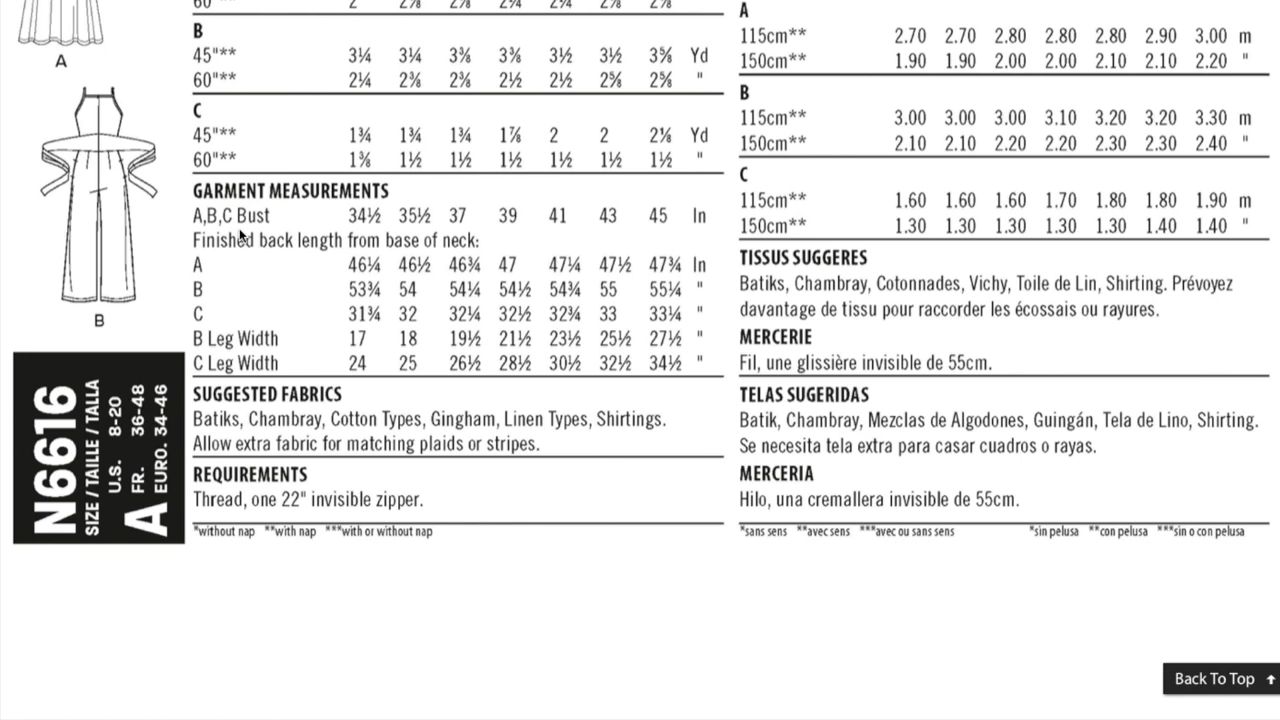 60"** 2 2⅞ 2⅞ 2¾ 2¾ 2⅞ 2⅞
B
45"** 3¼ 3¼ 3⅜ 3⅜ 3½ 3½ 3⅝ Yd
60"** 2¼ 2⅜ 2⅜ 2½ 2½ 2⅝ 2⅝ "
C
45"** 1¾ 1¾ 1¾ 1⅞ 2 2 2⅛ Yd
60"** 1⅜ 1½ 1½ 1½ 1½ 1½ 1½ "
GARMENT MEASUREMENTS
A,B,C Bust 34½ 35½ 37 39 41 43 45 In
Finished back length from base of neck:
A 46¼ 46½ 46¾ 47 47¼ 47½ 47¾ In
B 53¾ 54 54¼ 54½ 54¾ 55 55¼ "
C 31¾ 32 32¼ 32½ 32¾ 33 33¼ "
B Leg Width 17 18 19½ 21½ 23½ 25½ 27½ "
C Leg Width 24 25 26½ 28½ 30½ 32½ 34½ "
SUGGESTED FABRICS
Batiks, Chambray, Cotton Types, Gingham, Linen Types, Shirtings.
Allow extra fabric for matching plaids or stripes.
REQUIREMENTS
Thread, one 22" invisible zipper.
*without nap **with nap ***with or without nap
A
115cm** 2.70 2.70 2.80 2.80 2.80 2.90 3.00 m
150cm** 1.90 1.90 2.00 2.00 2.10 2.10 2.20 "
B
115cm** 3.00 3.00 3.00 3.10 3.20 3.20 3.30 m
150cm** 2.10 2.10 2.20 2.20 2.30 2.30 2.40 "
C
115cm** 1.60 1.60 1.60 1.70 1.80 1.80 1.90 m
150cm** 1.30 1.30 1.30 1.30 1.30 1.40 1.40 "
TISSUS SUGGERES
Batiks, Chambray, Cotonnades, Vichy, Toile de Lin, Shirting. Prévoyez
davantage de tissu pour raccorder les écossais ou rayures.
MERCERIE
Fil, une glissière invisible de 55cm.
TELAS SUGERIDAS
Batik, Chambray, Mezclas de Algodones, Guingán, Tela de Lino, Shirting.
Se necesita tela extra para casar cuadros o rayas.
MERCERIA
Hilo, una cremallera invisible de 55cm.
*sans sens **avec sens ***avec ou sans sens *sin pelusa **con pelusa ***sin o con pelusa
A
B
N6616
SIZE / TAILLE / TALLA
U.S. 8-20
FR. 36-48
EURO. 34-46
A
Back To Top